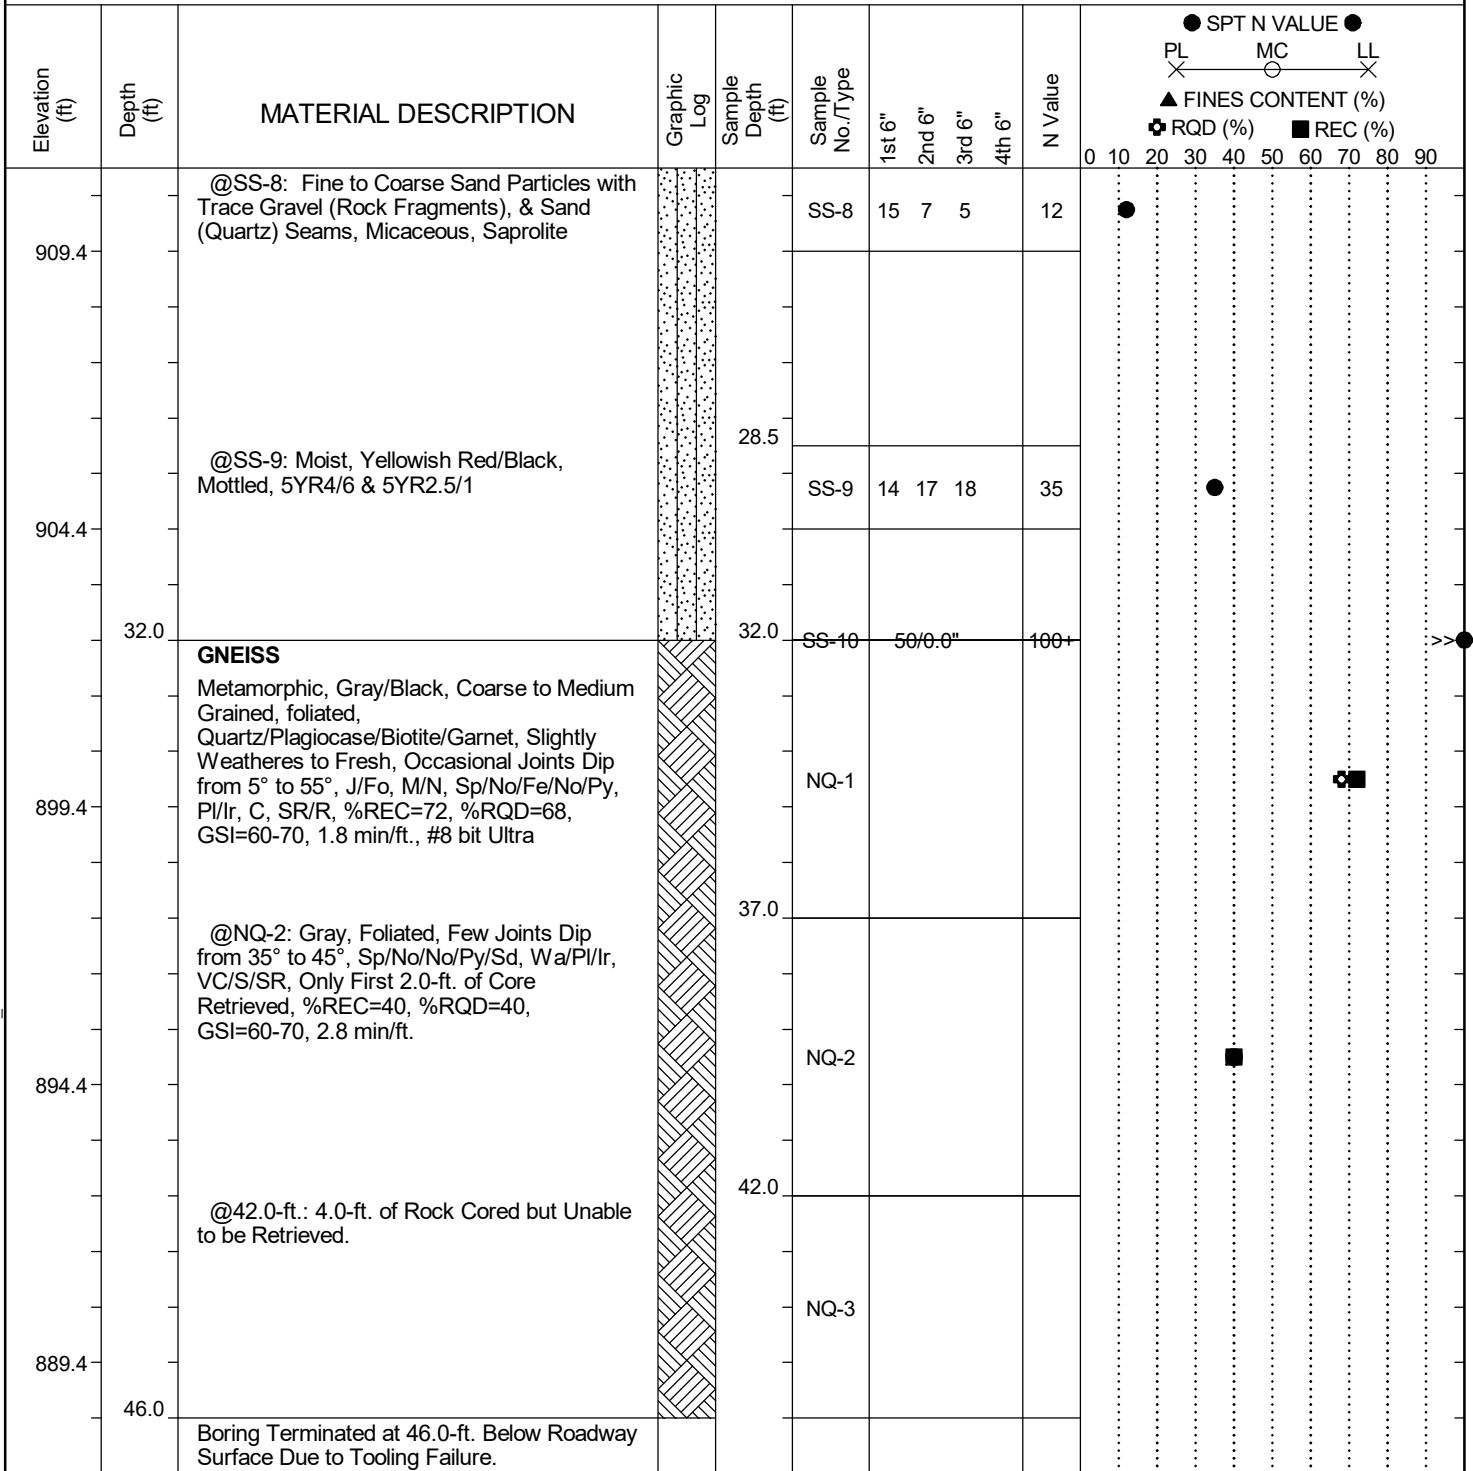 Elevation (ft)
Depth (ft)
MATERIAL DESCRIPTION
Graphic Log
Sample Depth (ft)
Sample No./Type
1st 6"
2nd 6"
3rd 6"
4th 6"
N Value
SPT N VALUE
PL MC LL
FINES CONTENT (%)
RQD (%) REC (%)
0 10 20 30 40 50 60 70 80 90
@SS-8: Fine to Coarse Sand Particles with
Trace Gravel (Rock Fragments), & Sand
(Quartz) Seams, Micaceous, Saprolite
SS-8 15 7 5 12
909.4
28.5
@SS-9: Moist, Yellowish Red/Black,
Mottled, 5YR4/6 & 5YR2.5/1
SS-9 14 17 18 35
904.4
32.0 32.0 SS-10 50/0.0" 100+ >>
GNEISS
Metamorphic, Gray/Black, Coarse to Medium
Grained, foliated,
Quartz/Plagiocase/Biotite/Garnet, Slightly
Weatheres to Fresh, Occasional Joints Dip
from 5° to 55°, J/Fo, M/N, Sp/No/Fe/No/Py,
Pl/Ir, C, SR/R, %REC=72, %RQD=68,
GSI=60-70, 1.8 min/ft., #8 bit Ultra
NQ-1
899.4
37.0
@NQ-2: Gray, Foliated, Few Joints Dip
from 35° to 45°, Sp/No/No/Py/Sd, Wa/Pl/Ir,
VC/S/SR, Only First 2.0-ft. of Core
Retrieved, %REC=40, %RQD=40,
GSI=60-70, 2.8 min/ft.
NQ-2
894.4
42.0
@42.0-ft.: 4.0-ft. of Rock Cored but Unable
to be Retrieved.
NQ-3
889.4
46.0
Boring Terminated at 46.0-ft. Below Roadway
Surface Due to Tooling Failure.